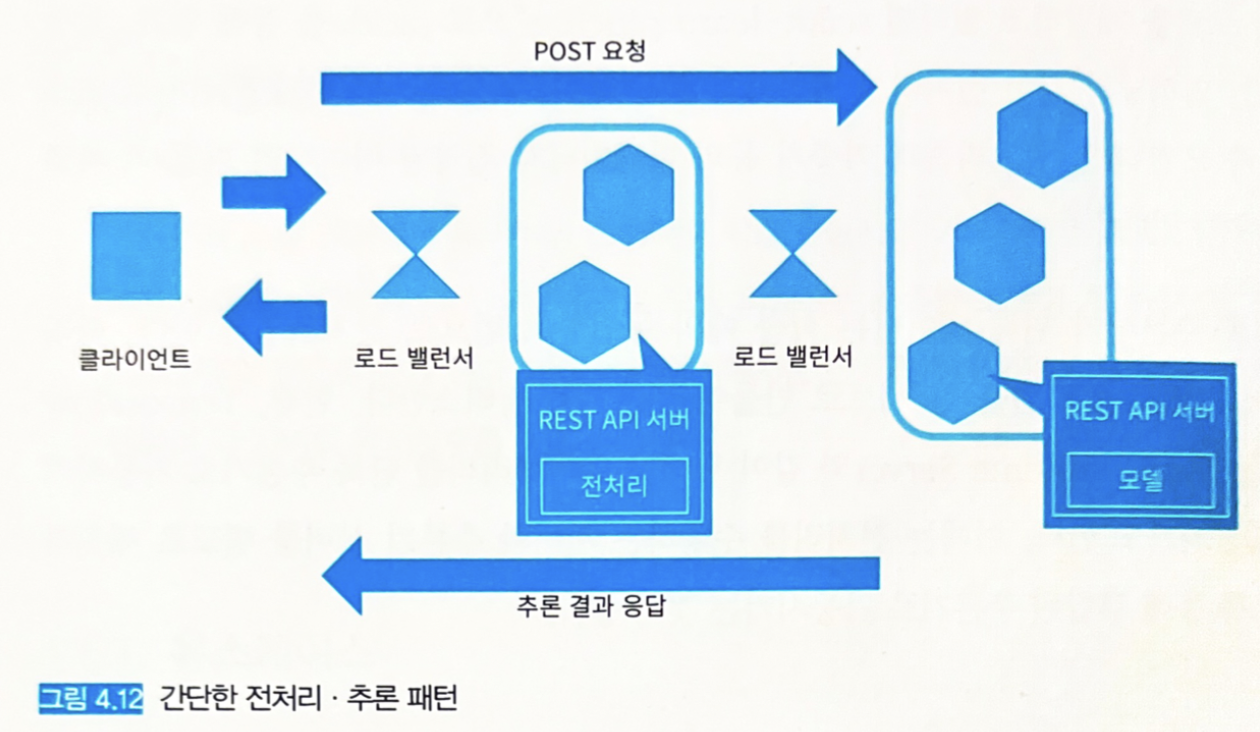 POST 요청
클라이언트
로드 밸런서
로드 밸런서
REST API 서버
전처리
REST API 서버
모델
추론 결과 응답
그림 4.12 간단한 전처리 · 추론 패턴